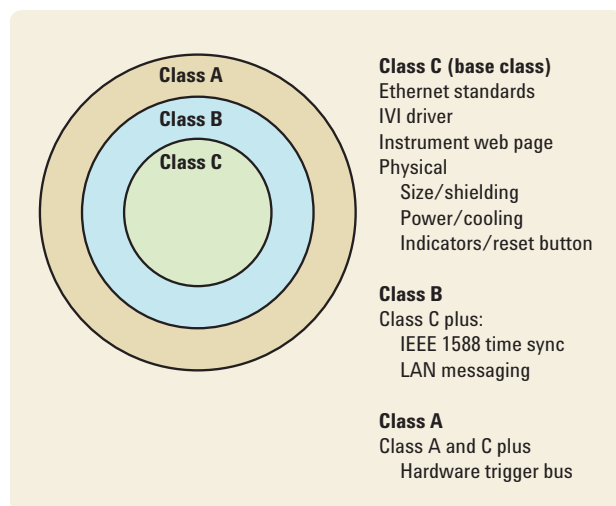 Class A
Class B
Class C
Class C (base class)
Ethernet standards
IVI driver
Instrument web page
Physical
Size/shielding
Power/cooling
Indicators/reset button
Class B
Class C plus:
IEEE 1588 time sync
LAN messaging
Class A
Class A and C plus
Hardware trigger bus